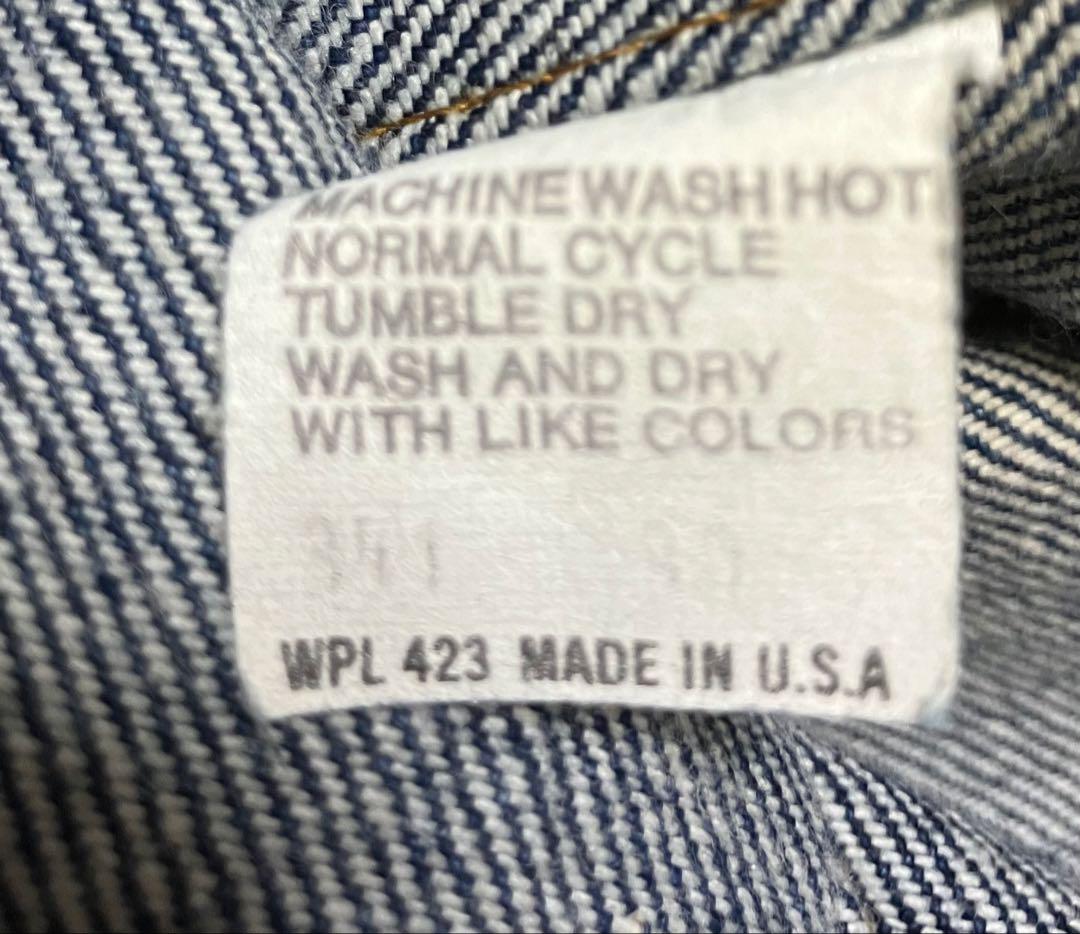 MACHINE WASH HOT
NORMAL CYCLE
TUMBLE DRY
WASH AND DRY
WITH LIKE COLORS
WPL 423 MADE IN U.S.A